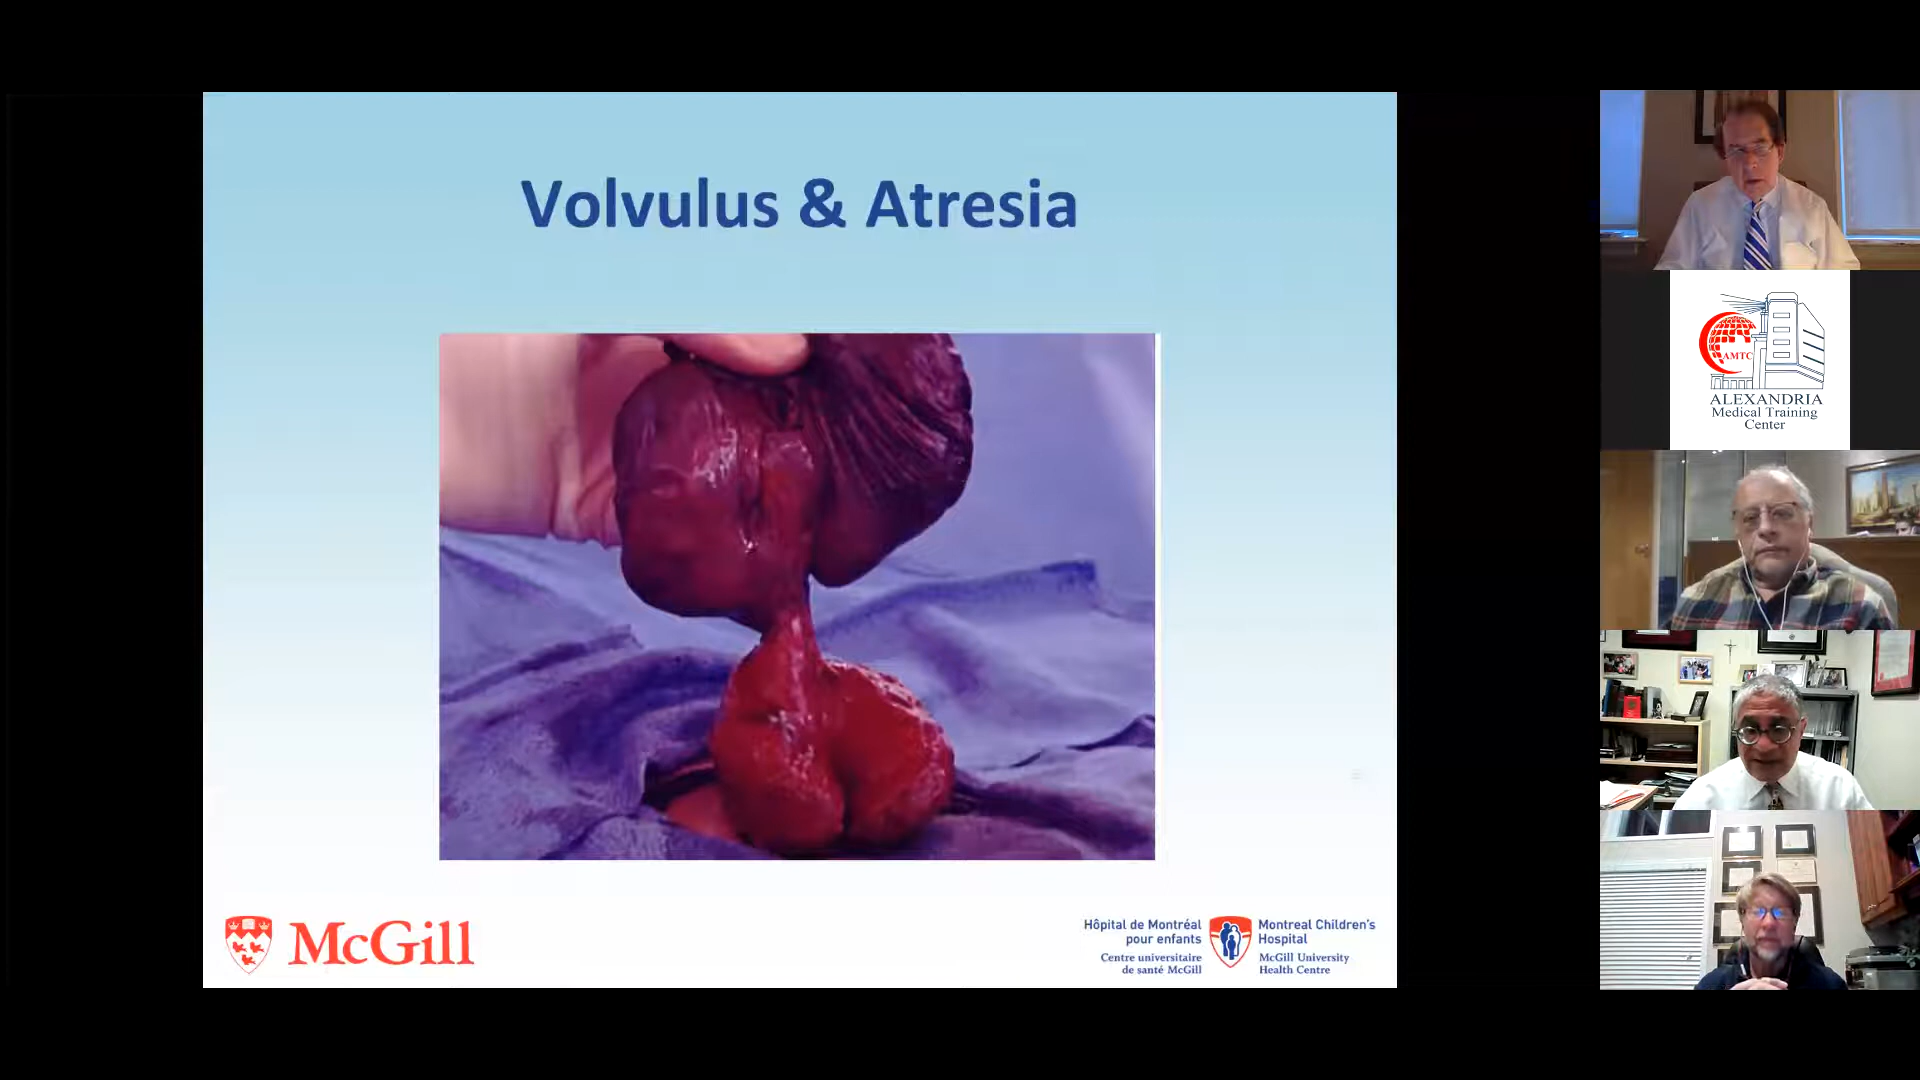 Volvulus & Atresia
McGill
Hôpital de Montréal
pour enfants
Centre universitaire
de santé McGill
Montreal Children's
Hospital
McGill University
Health Centre
AMTC
ALEXANDRIA
Medical Training
Center